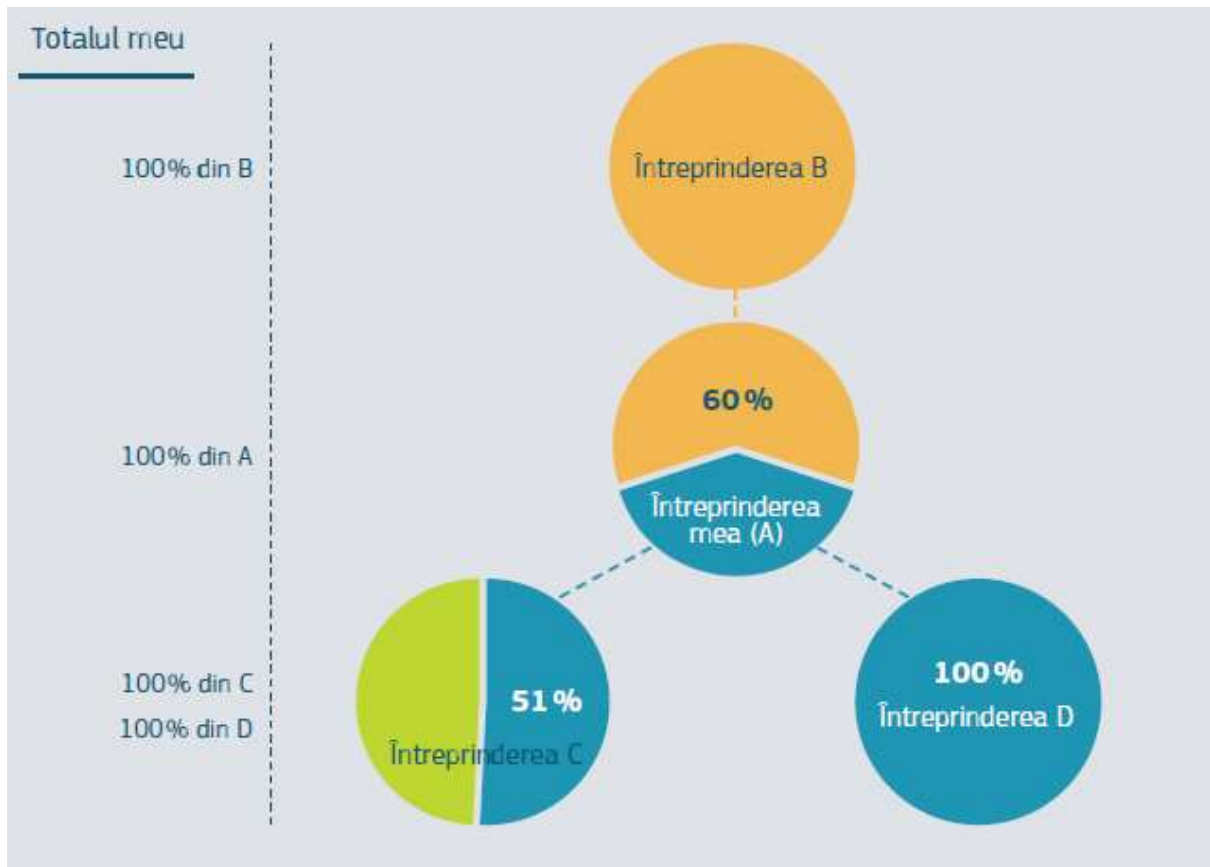 Totalul meu
100% din B
Întreprinderea B
60%
100% din A
Întreprinderea
mea (A)
100% din C
100% din D
51%
Întreprinderea C
100%
Întreprinderea D